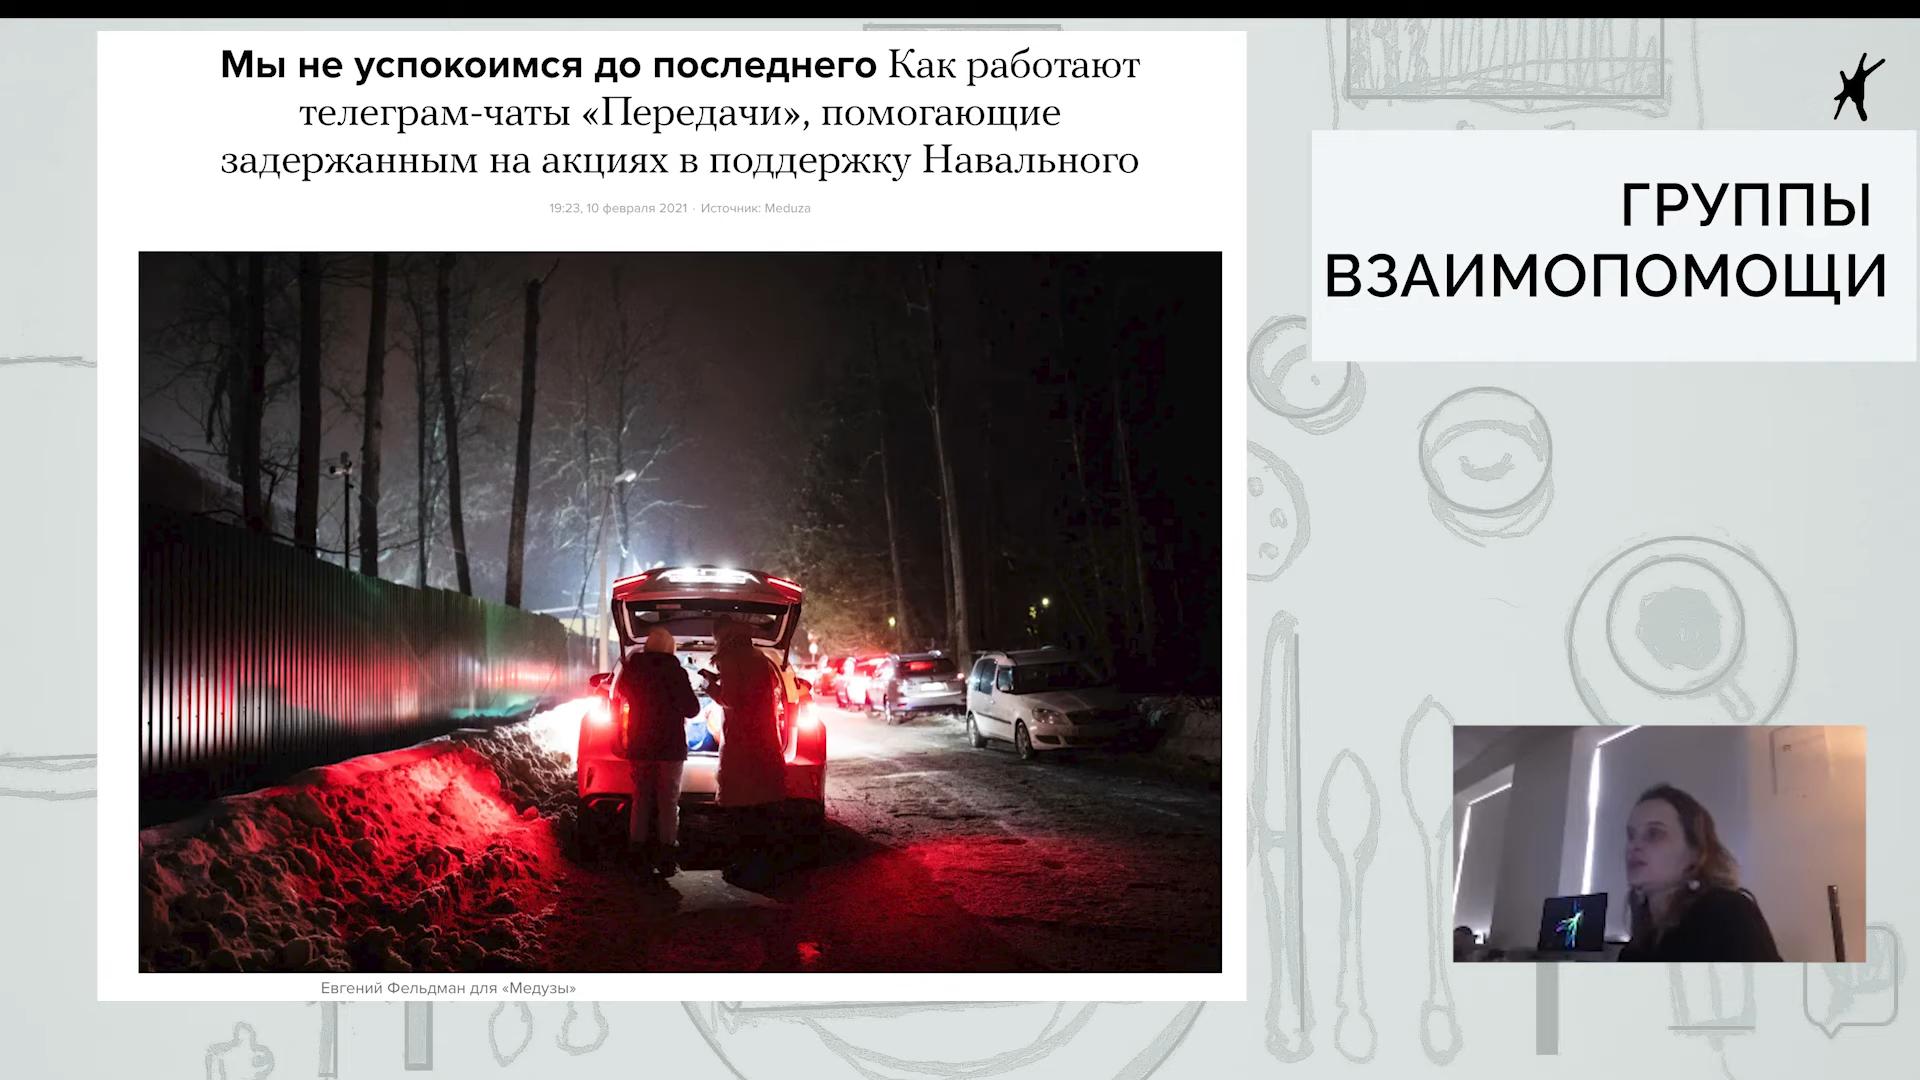 Мы не успокоимся до последнего Как работают
телеграм-чаты «Передачи», помогающие
задержанным на акциях в поддержку Навального
19:23, 10 февраля 2021 · Источник: Meduza
Евгений Фельдман для «Медузы»
ГРУППЫ
ВЗАИМОПОМОЩИ